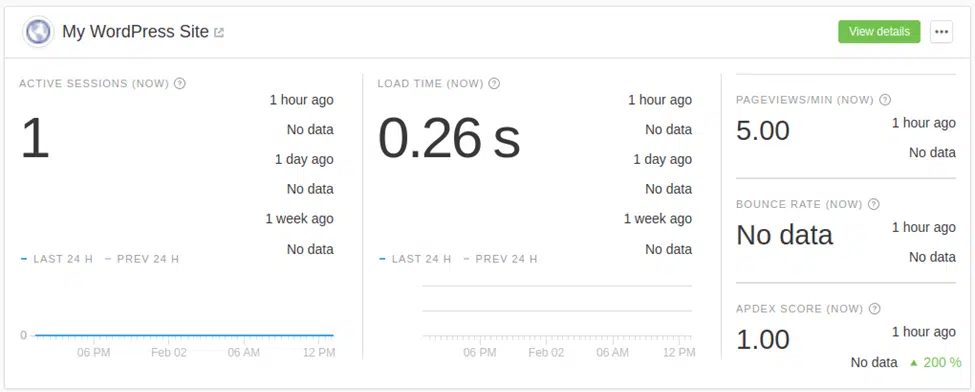 My WordPress Site
View details
ACTIVE SESSIONS (NOW) ?
1
1 hour ago
No data
1 day ago
No data
1 week ago
No data
LAST 24 H PREV 24 H
0
06 PM Feb 02 06 AM 12 PM
LOAD TIME (NOW) ?
0.26 s
1 hour ago
No data
1 day ago
No data
1 week ago
No data
LAST 24 H PREV 24 H
06 PM Feb 02 06 AM 12 PM
PAGEVIEWS/MIN (NOW) ?
5.00
1 hour ago
No data
BOUNCE RATE (NOW) ?
No data
1 hour ago
No data
APDEX SCORE (NOW) ?
1.00
1 hour ago
No data ▲ 200 %